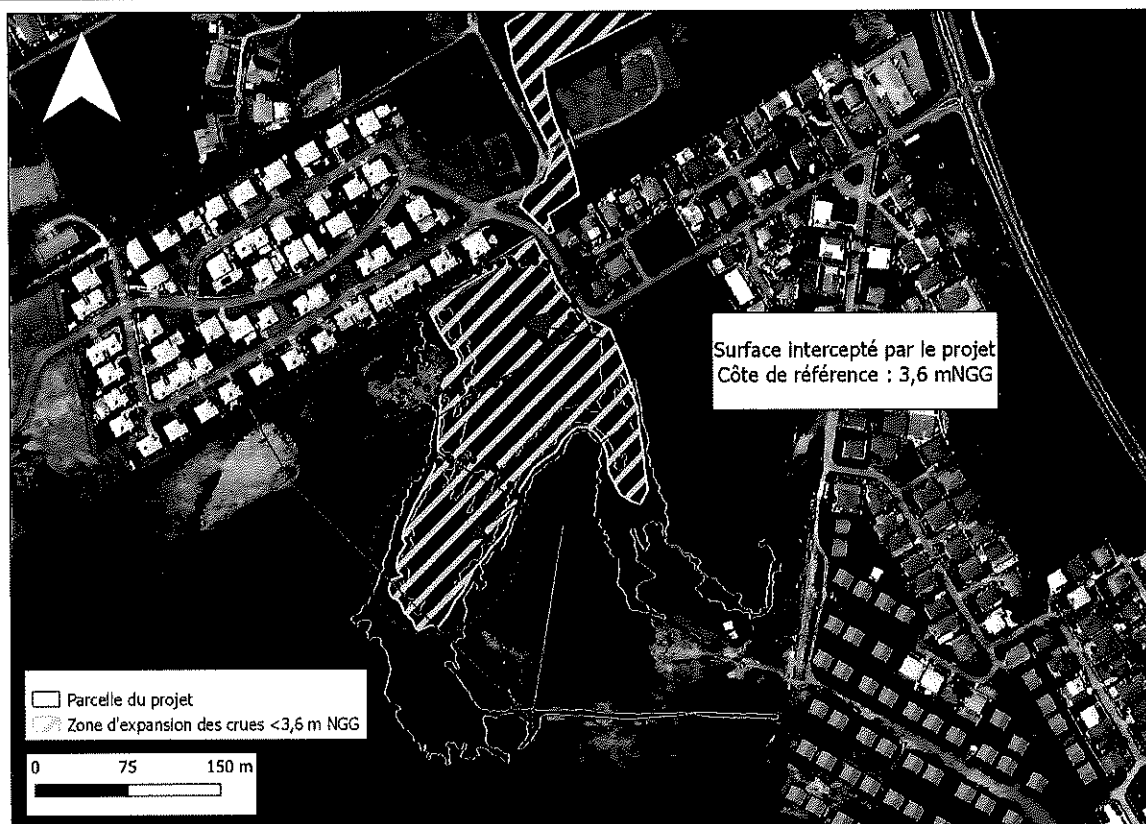 Surface intercepté par le projet
Côte de référence : 3,6 mNGG
Parcelle du projet
Zone d'expansion des crues <3,6 m NGG
0 75 150 m